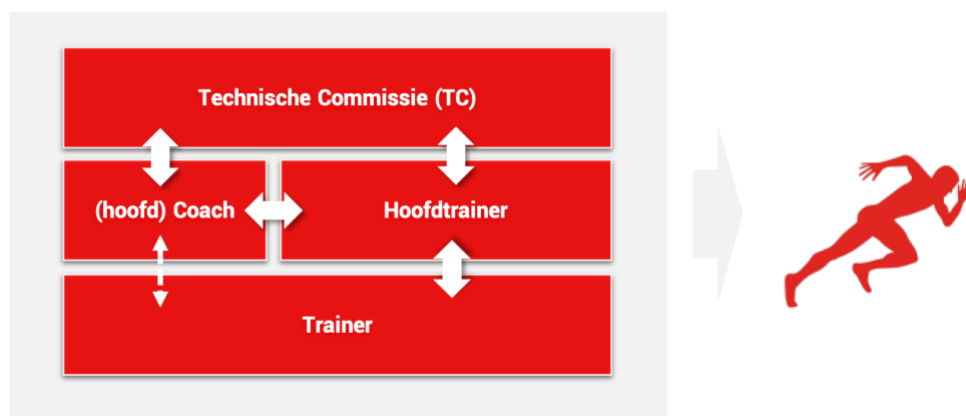 Technische Commissie (TC)
(hoofd) Coach
Hoofdtrainer
Trainer